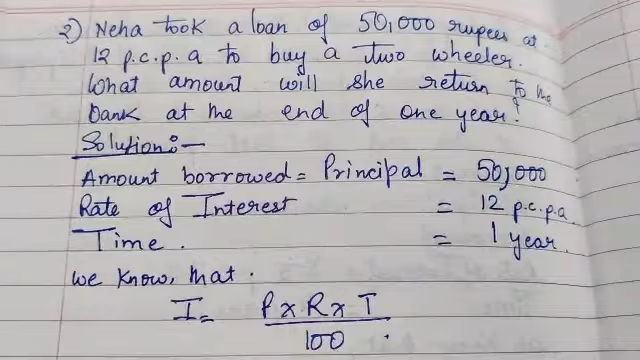 2) Neha took a loan of 50,000 rupees at
12 p.c.p.a to buy a two wheeler.
What amount will she return to the
bank at the end of one year?
Solution:-
Amount borrowed = Principal = 50,000
Rate of Interest = 12 p.c.p.a
Time. = 1 year
We know, that.
I = P x R x T
100